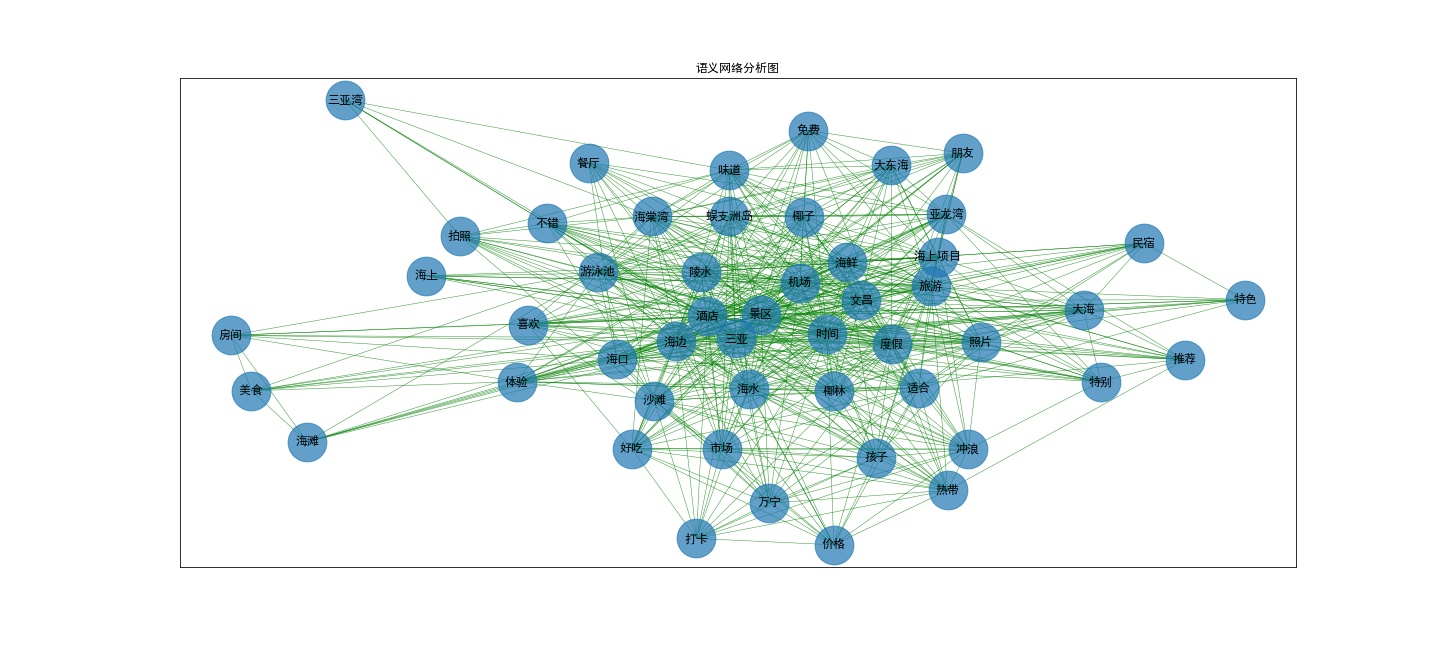 语义网络分析图
三亚湾
免费
朋友
餐厅
味道
大东海
不错
海棠湾
蜈支洲岛
椰子
亚龙湾
拍照
民宿
海上
游泳池
陵水
海鲜
海上项目
机场
旅游
文昌
特色
大海
房间
喜欢
酒店
景区
海边
三亚
时间
度假
照片
海口
推荐
美食
体验
特别
沙滩
海水
椰林
适合
海滩
好吃
市场
孩子
冲浪
热带
万宁
打卡
价格